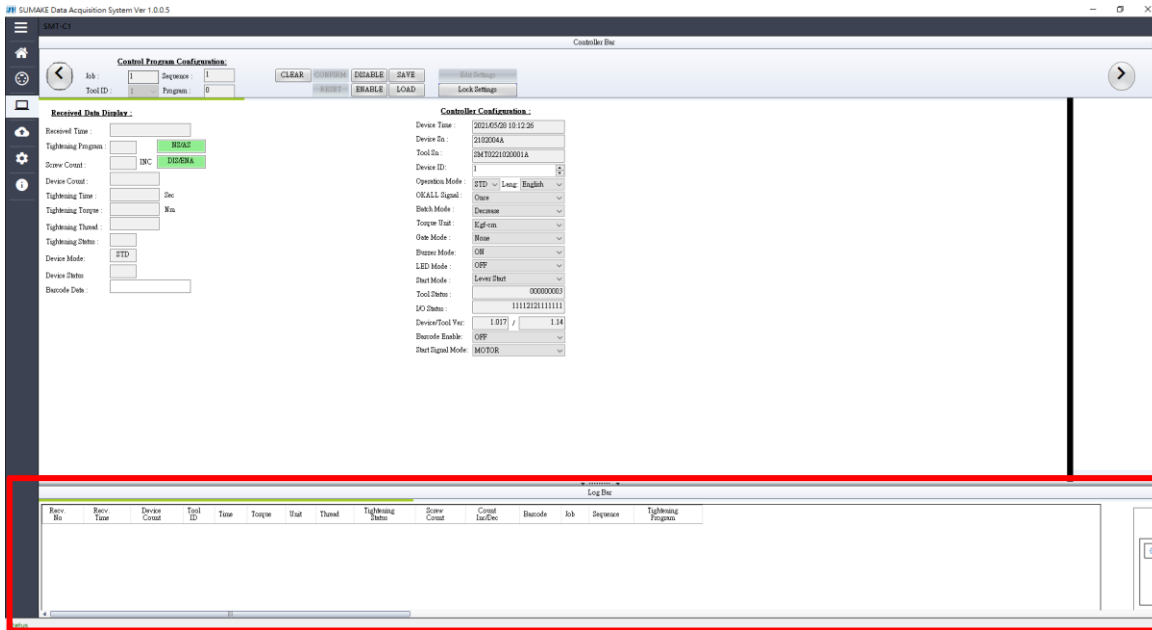 SUMAKE Data Acquisition System Ver 1.0.0.5
SMT-C1
Controller Bar
Control Program Configuration:
Job : 1 Sequence : 1
Tool ID : 1 Program : 0
CLEAR CONFIRM DISABLE SAVE Edit Settings
RESET ENABLE LOAD Lock Settings
Received Data Display :
Received Time :
Tightening Program : NS/AS
Screw Count : INC DIS/ENA
Device Count :
Tightening Time : Sec
Tightening Torque : Nm
Tightening Thread :
Tightening Status :
Device Mode: STD
Device Status
Barcode Data :
Controller Configuration :
Device Time : 2021/05/28 10:12:26
Device Sn : 2182004A
Tool Sn : SMT0221020001A
Device ID: 1
Operation Mode : STD Lang: English
OKALL Signal : Once
Batch Mode : Decrease
Torque Unit : Kgf-cm
Gate Mode : None
Buzzer Mode: ON
LED Mode : OFF
Start Mode : Lever Start
Tool Status : 000000003
I/O Status : 11112121111111
Device/Tool Ver: 1.017 / 1.14
Barcode Enable: OFF
Start Signal Mode: MOTOR
Log Bar
Recv. No Recv. Time Device Count Tool ID Time Torque Unit Thread Tightening Status Screw Count Count Inc/Dec Barcode Job Sequence Tightening Program